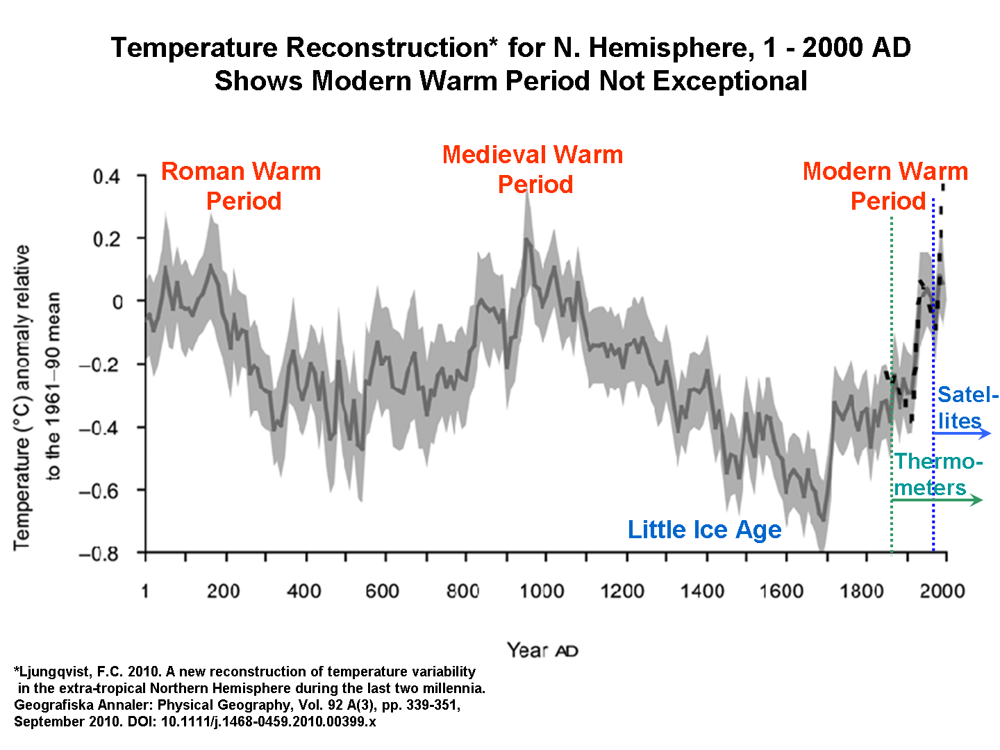 Temperature Reconstruction* for N. Hemisphere, 1 - 2000 AD
Shows Modern Warm Period Not Exceptional
Roman Warm
Period
Medieval Warm
Period
Modern Warm
Period
Temperature (°C) anomaly relative
to the 1961–90 mean
0.4
0.2
0
–0.2
–0.4
–0.6
–0.8
Satel-
lites
Thermo-
meters
Little Ice Age
1
200
400
600
800
1000
1200
1400
1600
1800
2000
Year AD
*Ljungqvist, F.C. 2010. A new reconstruction of temperature variability
in the extra-tropical Northern Hemisphere during the last two millennia.
Geografiska Annaler: Physical Geography, Vol. 92 A(3), pp. 339-351,
September 2010. DOI: 10.1111/j.1468-0459.2010.00399.x